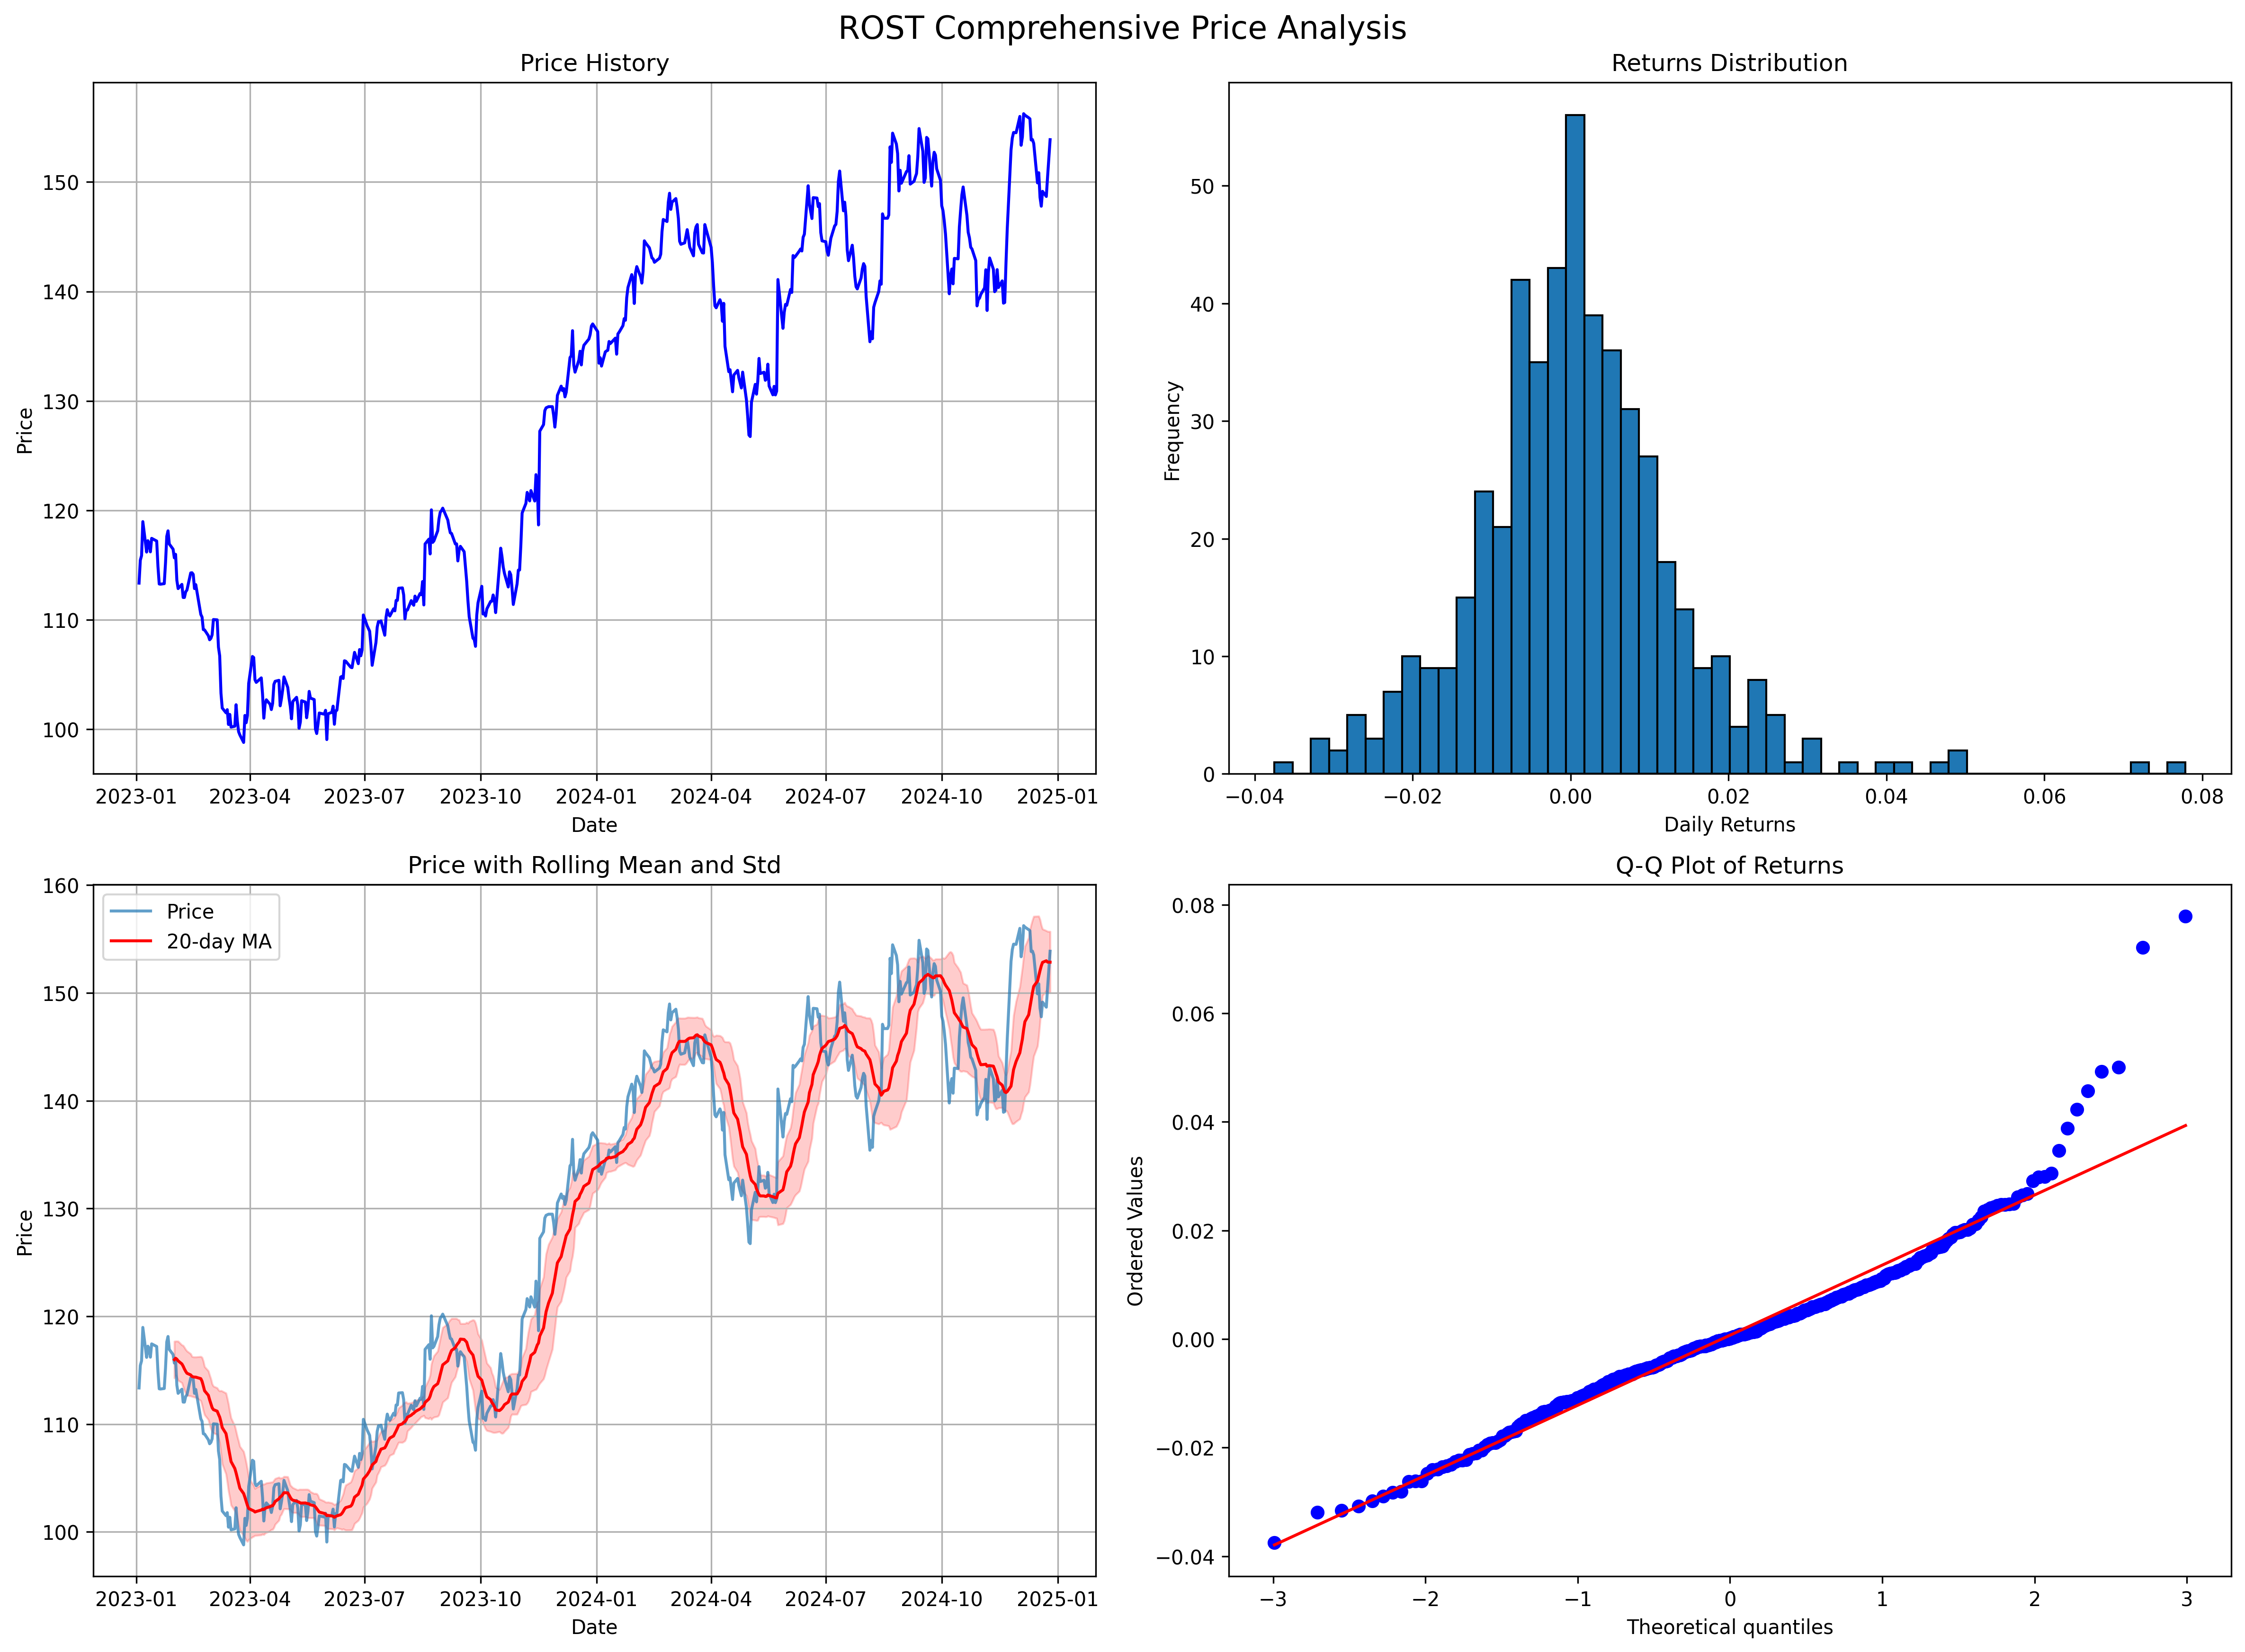 ROST Comprehensive Price Analysis
Price History
Price
150
140
130
120
110
100
2023-01 2023-04 2023-07 2023-10 2024-01 2024-04 2024-07 2024-10 2025-01
Date
Returns Distribution
Frequency
50
40
30
20
10
0
−0.04 −0.02 0.00 0.02 0.04 0.06 0.08
Daily Returns
Price with Rolling Mean and Std
Price
20-day MA
Price
160
150
140
130
120
110
100
2023-01 2023-04 2023-07 2023-10 2024-01 2024-04 2024-07 2024-10 2025-01
Date
Q-Q Plot of Returns
Ordered Values
0.08
0.06
0.04
0.02
0.00
−0.02
−0.04
−3 −2 −1 0 1 2 3
Theoretical quantiles